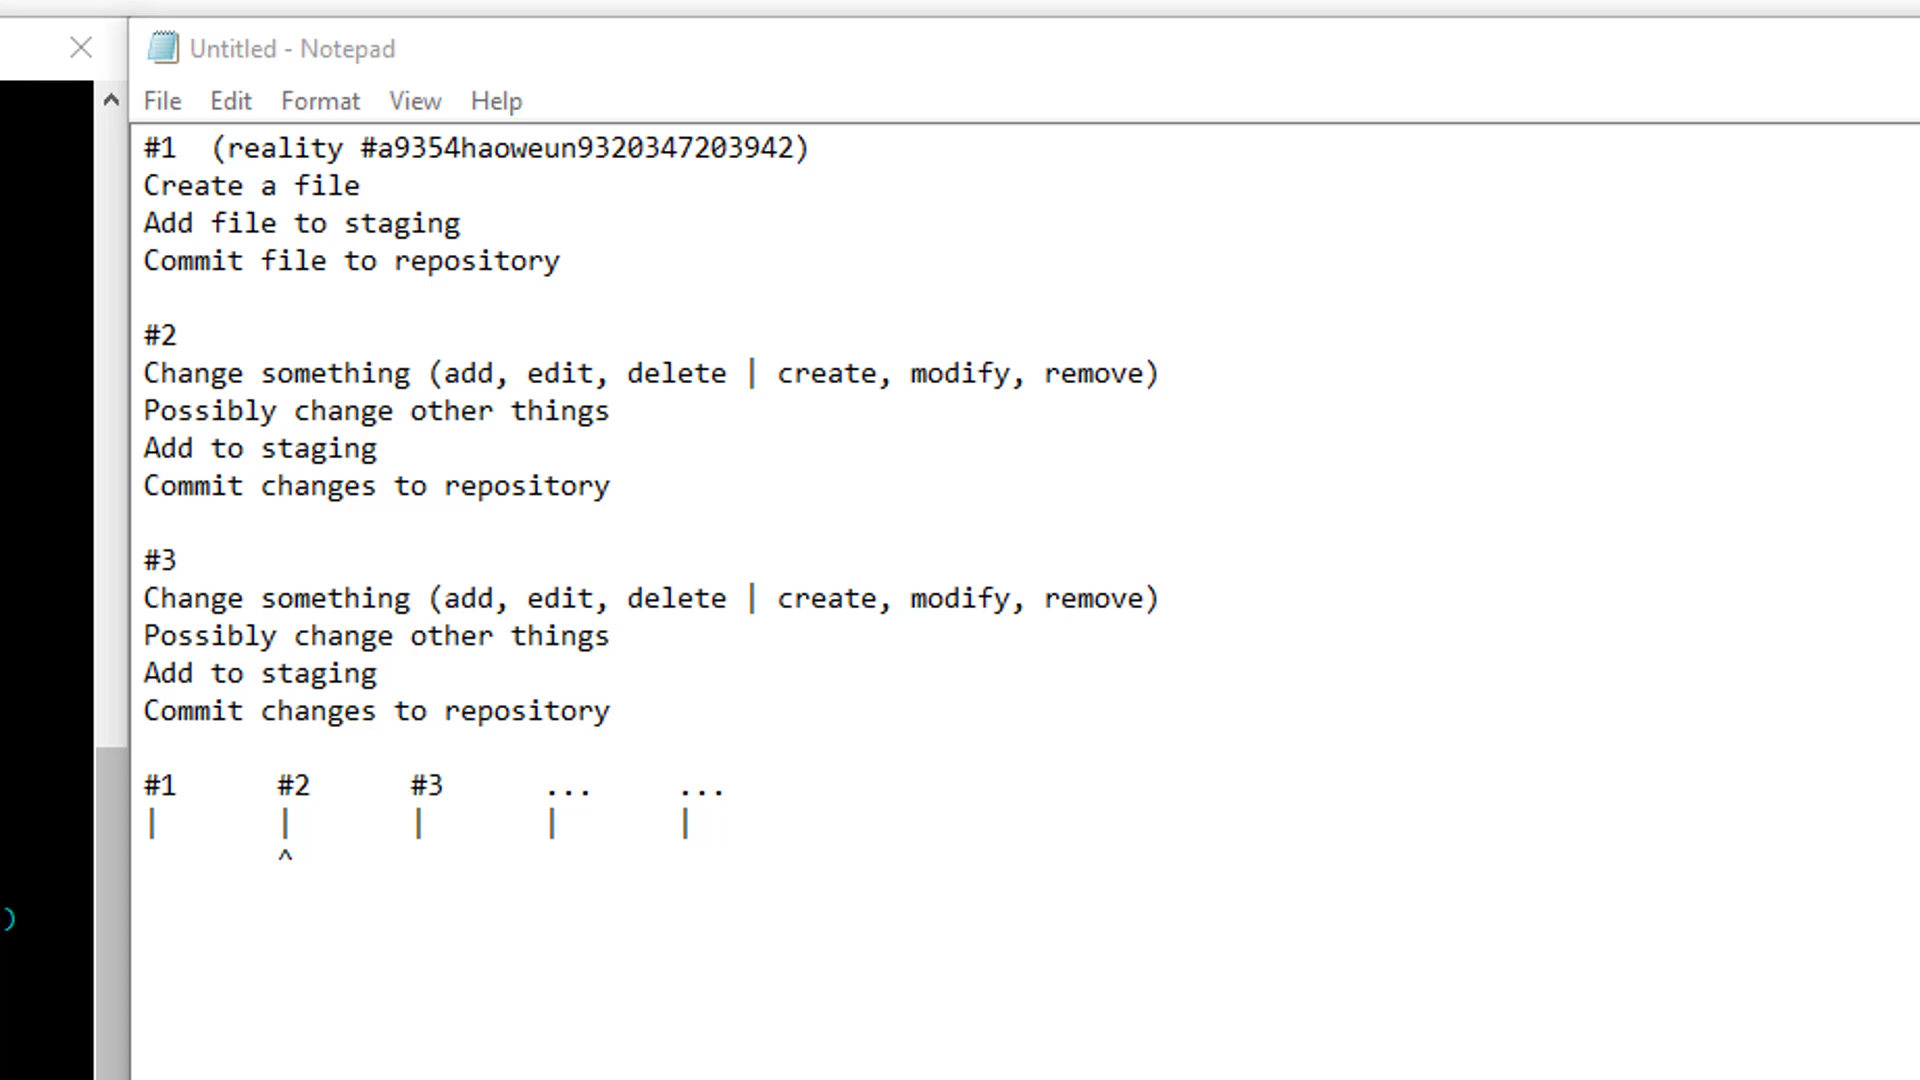 Untitled - Notepad
File Edit Format View Help
#1  (reality #a9354haoweun9320347203942)
Create a file
Add file to staging
Commit file to repository
#2
Change something (add, edit, delete | create, modify, remove)
Possibly change other things
Add to staging
Commit changes to repository
#3
Change something (add, edit, delete | create, modify, remove)
Possibly change other things
Add to staging
Commit changes to repository
#1      #2      #3      ...     ...
|       |       |       |       |
        ^
)